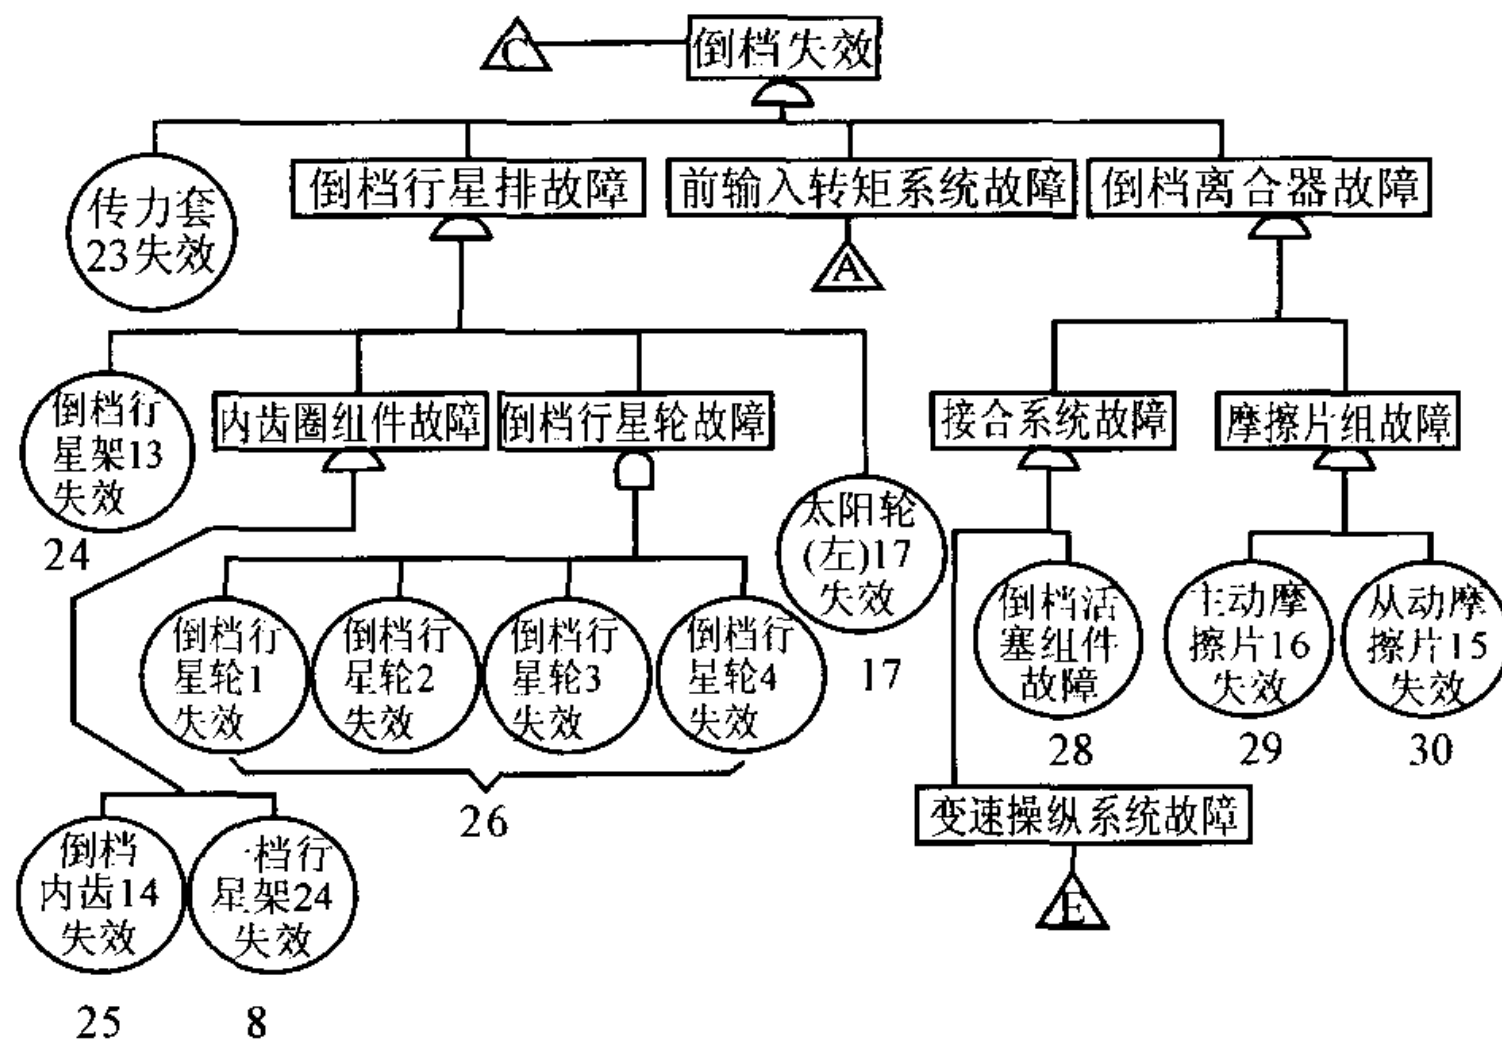 C
倒档失效
传力套
23失效
倒档行星排故障
前输入转矩系统故障
倒档离合器故障
A
倒档行
星架13
失效
24
内齿圈组件故障
倒档行星轮故障
太阳轮
(左)17
失效
17
接合系统故障
摩擦片组故障
倒档行
星轮1
失效
倒档行
星轮2
失效
倒档行
星轮3
失效
倒档行
星轮4
失效
26
倒档活
塞组件
故障
28
主动摩
擦片16
失效
29
从动摩
擦片15
失效
30
变速操纵系统故障
E
倒档
内齿14
失效
25
一档行
星架24
失效
8